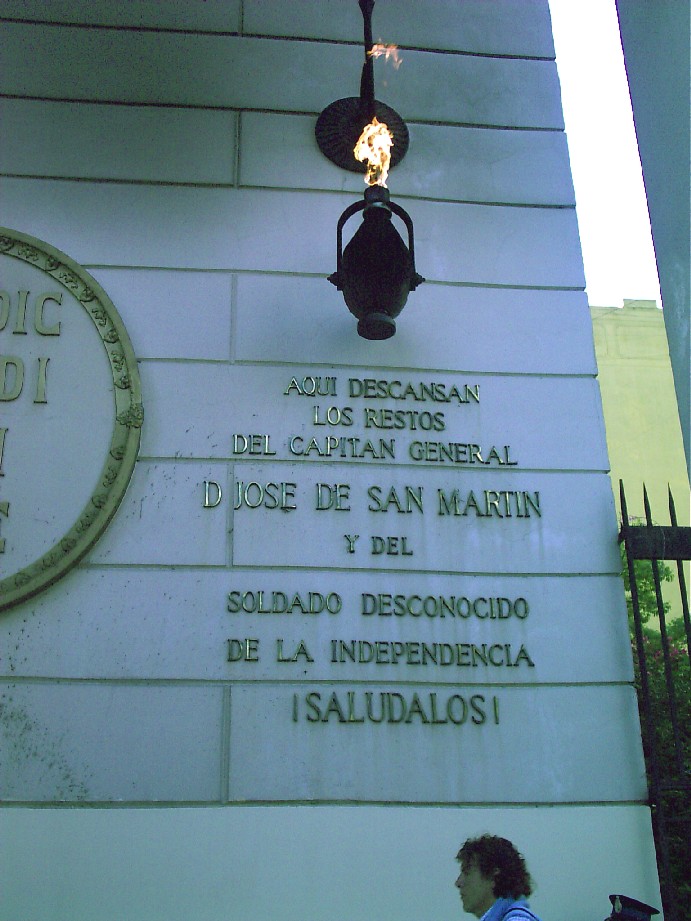 AQUI DESCANSAN
LOS RESTOS
DEL CAPITAN GENERAL
D JOSE DE SAN MARTIN
Y DEL
SOLDADO DESCONOCIDO
DE LA INDEPENDENCIA
¡SALUDALOS!